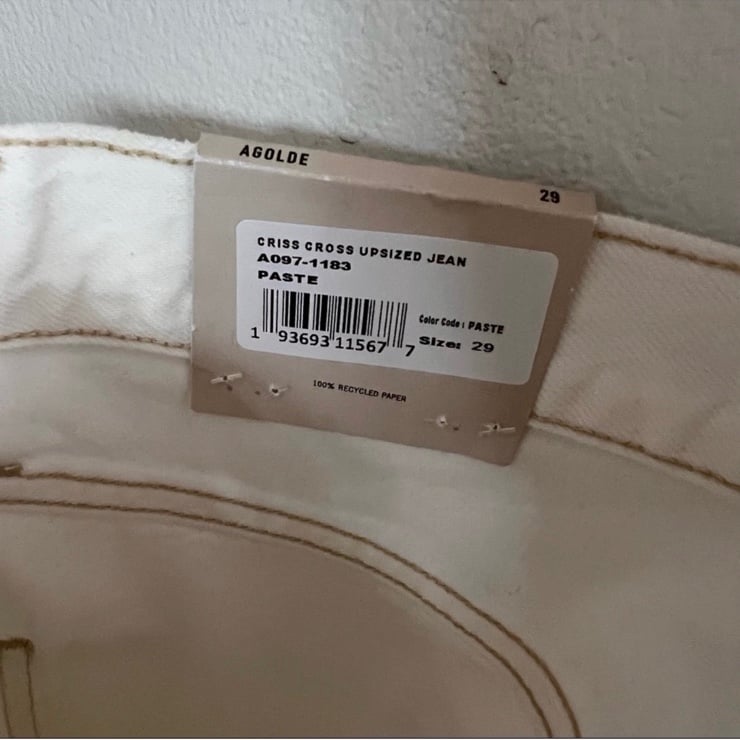 AGOLDE
29
CRISS CROSS UPSIZED JEAN
A097-1183
PASTE
Color Code: PASTE
Size: 29
1 93693 11567 7
100% RECYCLED PAPER